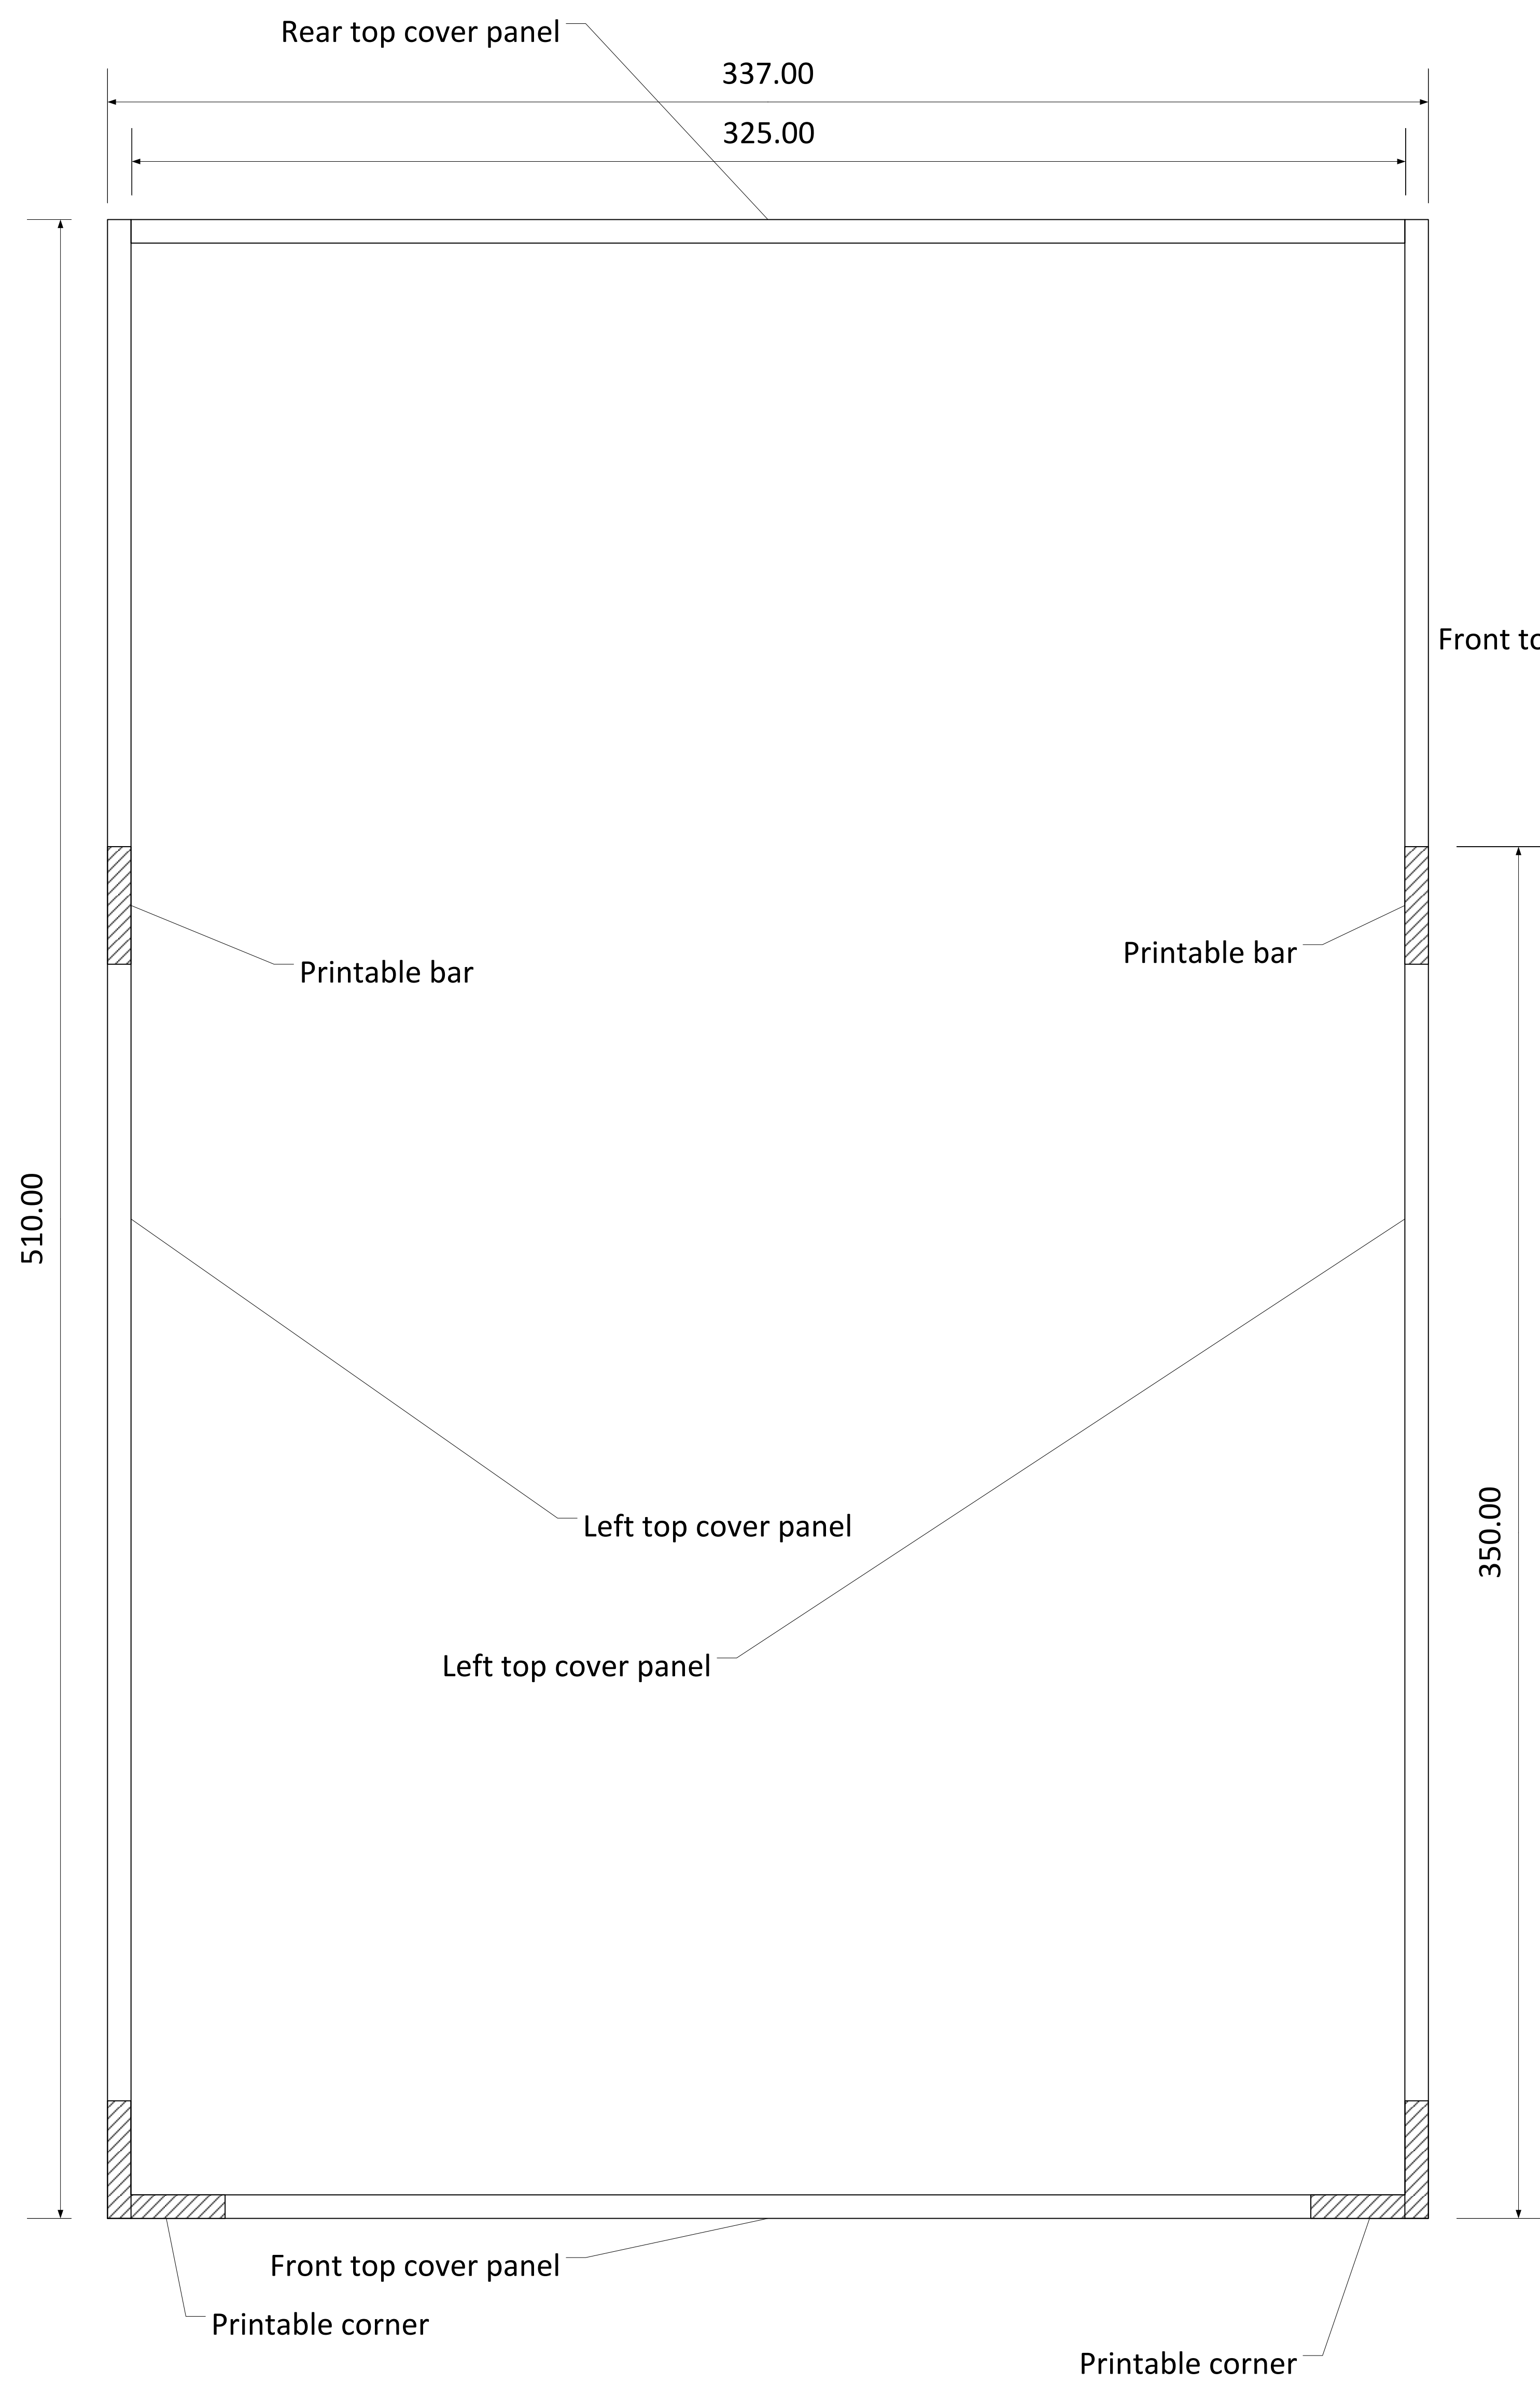 Rear top cover panel
337.00
325.00
Front to
Printable bar
Printable bar
510.00
350.00
Left top cover panel
Left top cover panel
Front top cover panel
Printable corner
Printable corner